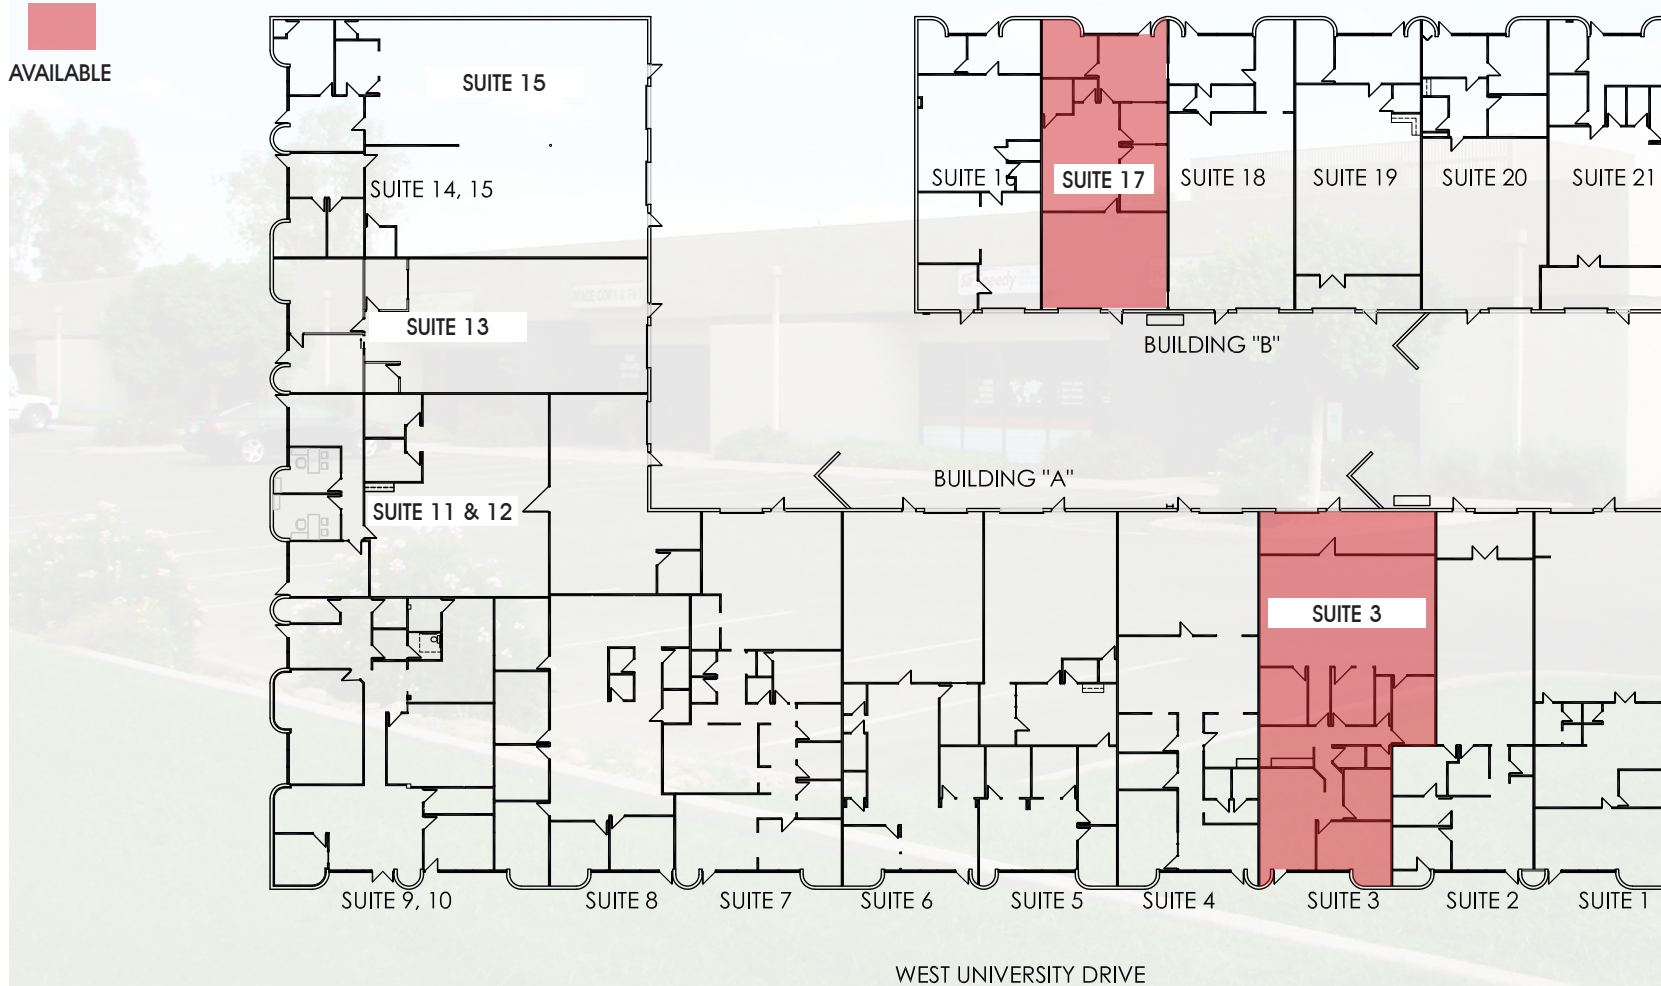 AVAILABLE
SUITE 15
SUITE 14, 15
SUITE 13
SUITE 11 & 12
SUITE 16
SUITE 17
SUITE 18
SUITE 19
SUITE 20
SUITE 21
BUILDING "B"
BUILDING "A"
SUITE 3
SUITE 9, 10
SUITE 8
SUITE 7
SUITE 6
SUITE 5
SUITE 4
SUITE 3
SUITE 2
SUITE 1
WEST UNIVERSITY DRIVE